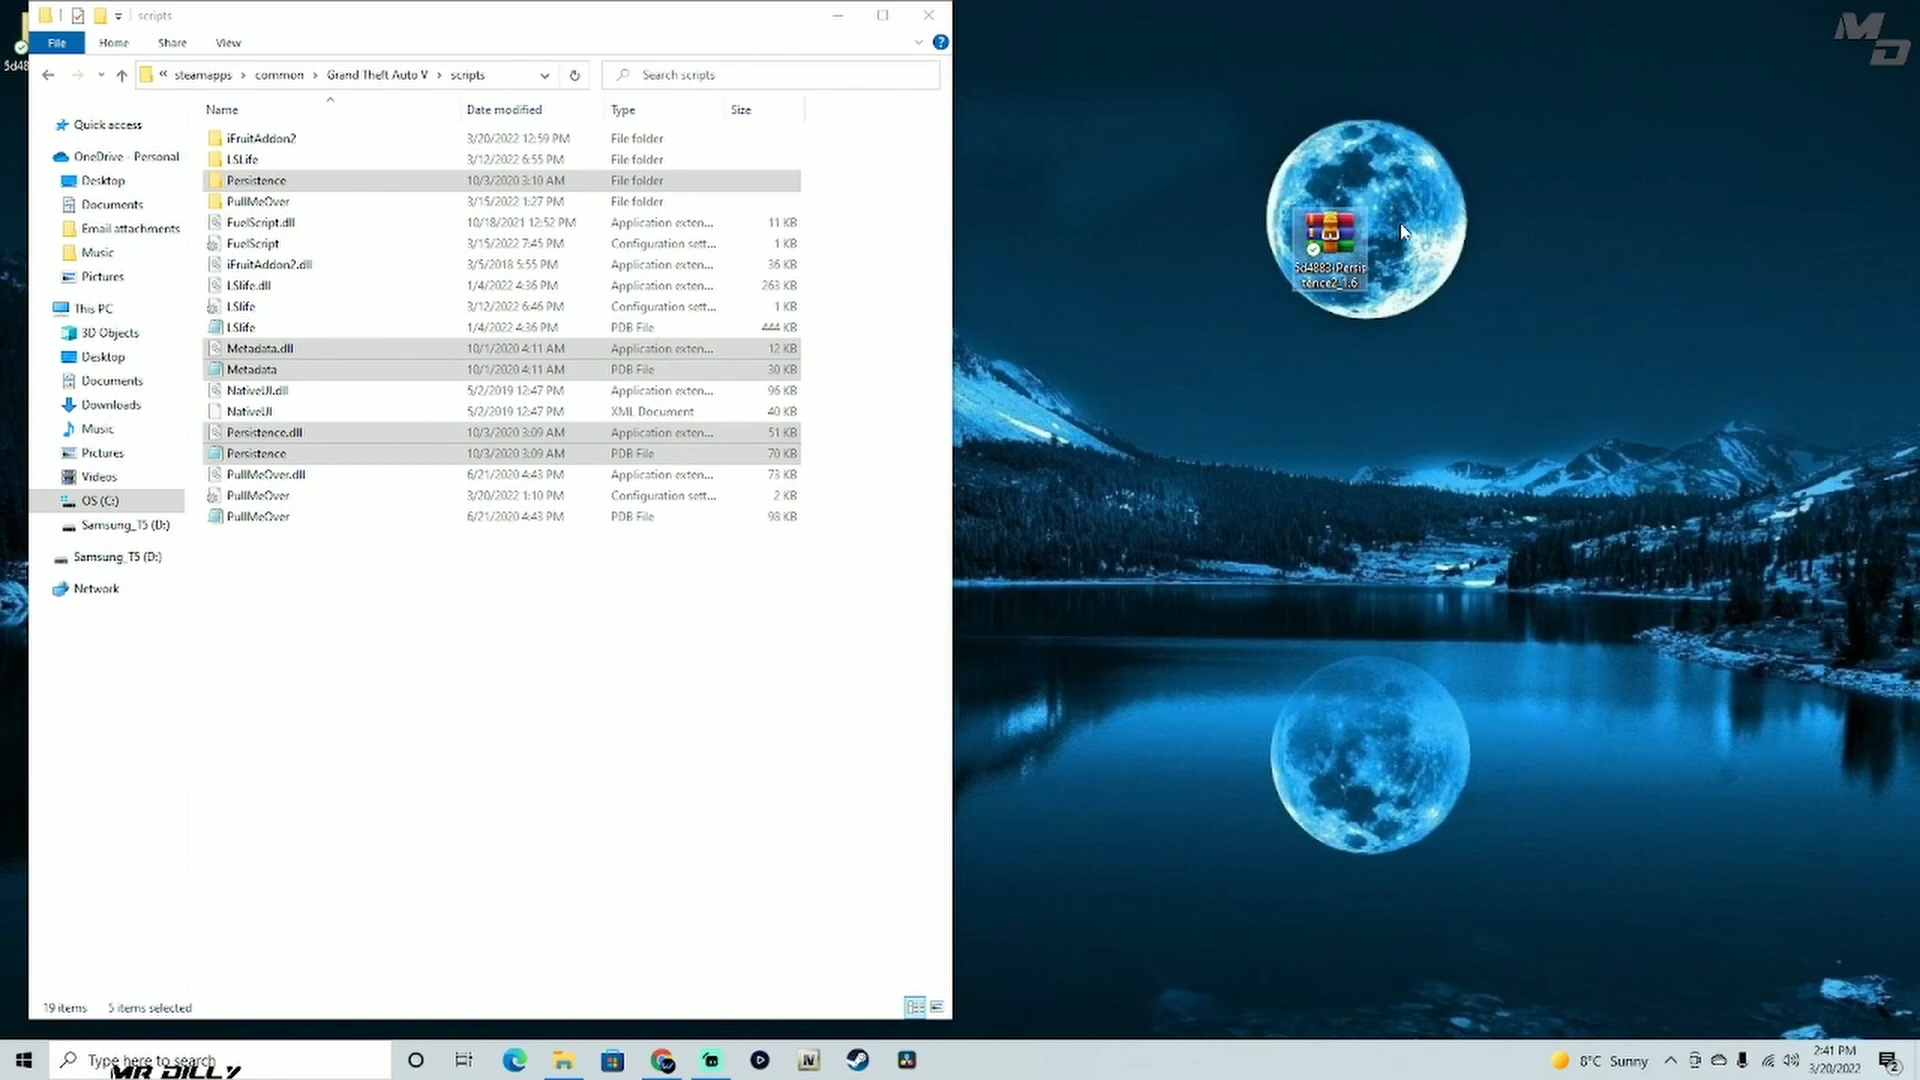 scripts
File Home Share View
« steamapps › common › Grand Theft Auto V › scripts
Search scripts
Name Date modified Type Size
Quick access
OneDrive - Personal
Desktop
Documents
Email attachments
Music
Pictures
This PC
3D Objects
Desktop
Documents
Downloads
Music
Pictures
Videos
OS (C:)
Samsung_T5 (D:)
Samsung_T5 (D:)
Network
iFruitAddon2 3/20/2022 12:59 PM File folder
LSLife 3/12/2022 6:55 PM File folder
Persistence 10/3/2020 3:10 AM File folder
PullMeOver 3/15/2022 1:27 PM File folder
FuelScript.dll 10/18/2021 12:52 PM Application exten... 11 KB
FuelScript 3/15/2022 7:45 PM Configuration sett... 1 KB
iFruitAddon2.dll 3/5/2018 5:55 PM Application exten... 36 KB
LSlife.dll 1/4/2022 4:36 PM Application exten... 263 KB
LSlife 3/12/2022 6:46 PM Configuration sett... 1 KB
LSlife 1/4/2022 4:36 PM PDB File 444 KB
Metadata.dll 10/1/2020 4:11 AM Application exten... 12 KB
Metadata 10/1/2020 4:11 AM PDB File 30 KB
NativeUI.dll 5/2/2019 12:47 PM Application exten... 96 KB
NativeUI 5/2/2019 12:47 PM XML Document 40 KB
Persistence.dll 10/3/2020 3:09 AM Application exten... 51 KB
Persistence 10/3/2020 3:09 AM PDB File 70 KB
PullMeOver.dll 6/21/2020 4:43 PM Application exten... 73 KB
PullMeOver 3/20/2022 1:10 PM Configuration sett... 2 KB
PullMeOver 6/21/2020 4:43 PM PDB File 98 KB
19 items 5 items selected
5d48
5d4883-Persis
tence2_1.6
MD
Type here to search
MR DILLY
8°C Sunny
2:41 PM
3/20/2022
2